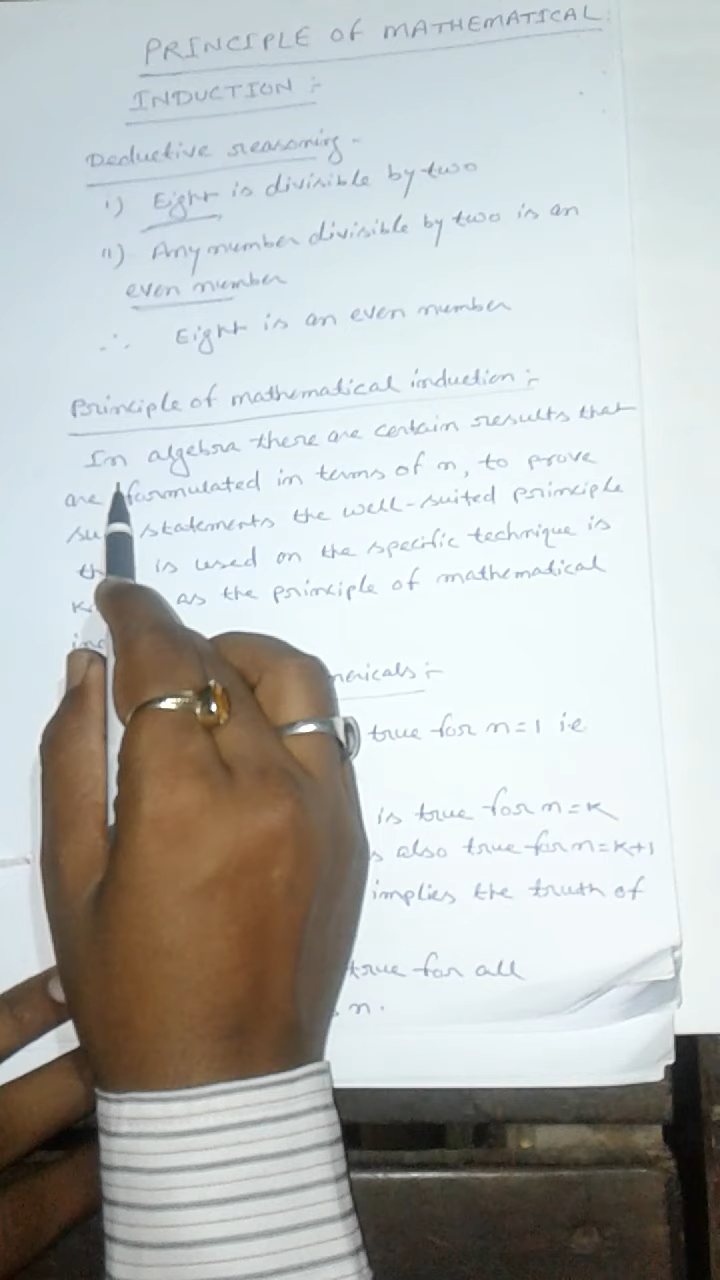 PRINCIPLE OF MATHEMATICAL
INDUCTION :-
Deductive reasoning -
i) Eight is divisible by two
ii) Any number divisible by two is an
even number
∴ Eight is an even number
Principle of mathematical induction :-
In algebra there are certain results that
are formulated in terms of n, to prove
statements the well-suited principle
is used on the specific technique is
as the principle of mathematical
:-
true for n=1 ie
is true for n=K
also true for n=K+1
implies the truth of
true for all
n.